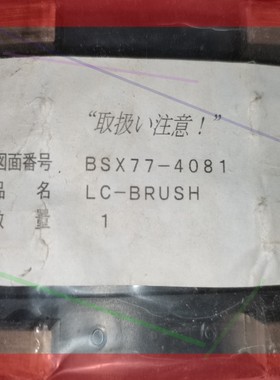 “取扱い注意！”
図面番号 BSX77-4081
品 名 LC-BRUSH
数 量 1